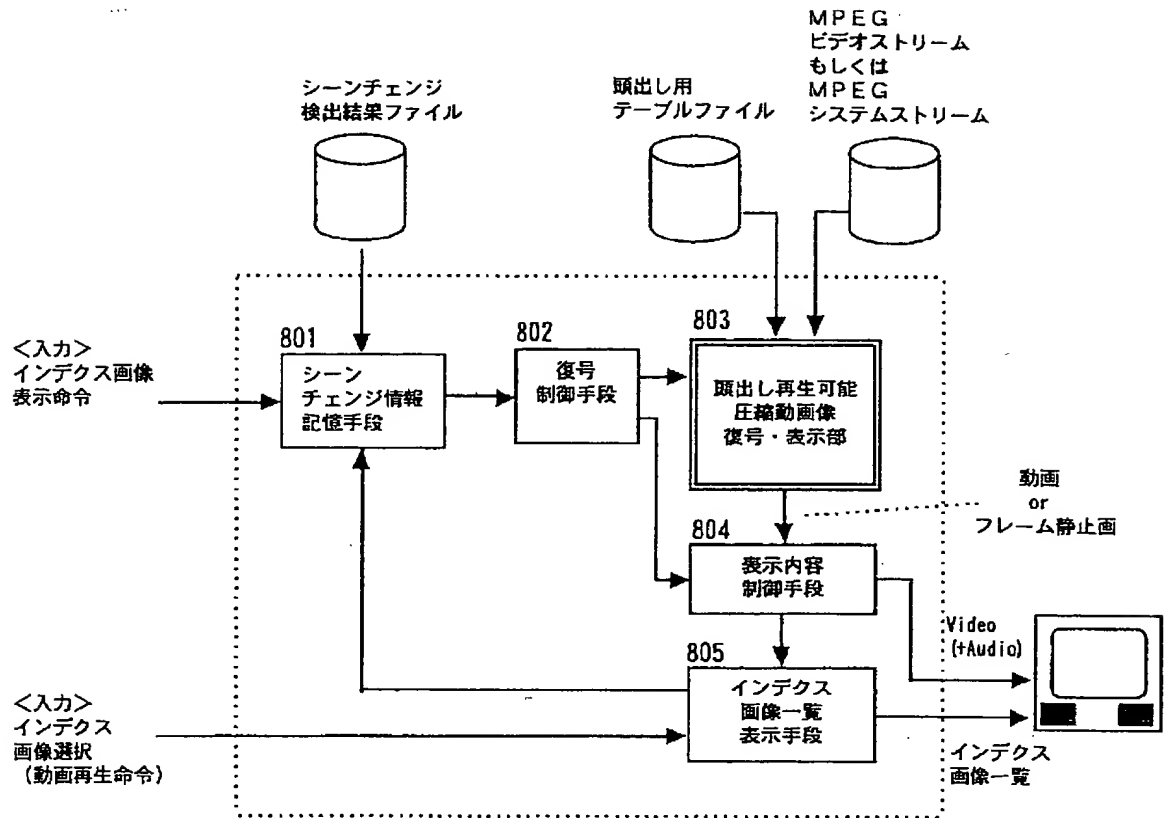 MPEG
ビデオストリーム
もしくは
MPEG
システムストリーム
シーンチェンジ
検出結果ファイル
頭出し用
テーブルファイル
<入力>
インデクス画像
表示命令
801
シーン
チェンジ情報
記憶手段
802
復号
制御手段
803
頭出し再生可能
圧縮動画像
復号・表示部
動画
or
フレーム静止画
804
表示内容
制御手段
805
インデクス
画像一覧
表示手段
Video
(+Audio)
<入力>
インデクス
画像選択
(動画再生命令)
インデクス
画像一覧